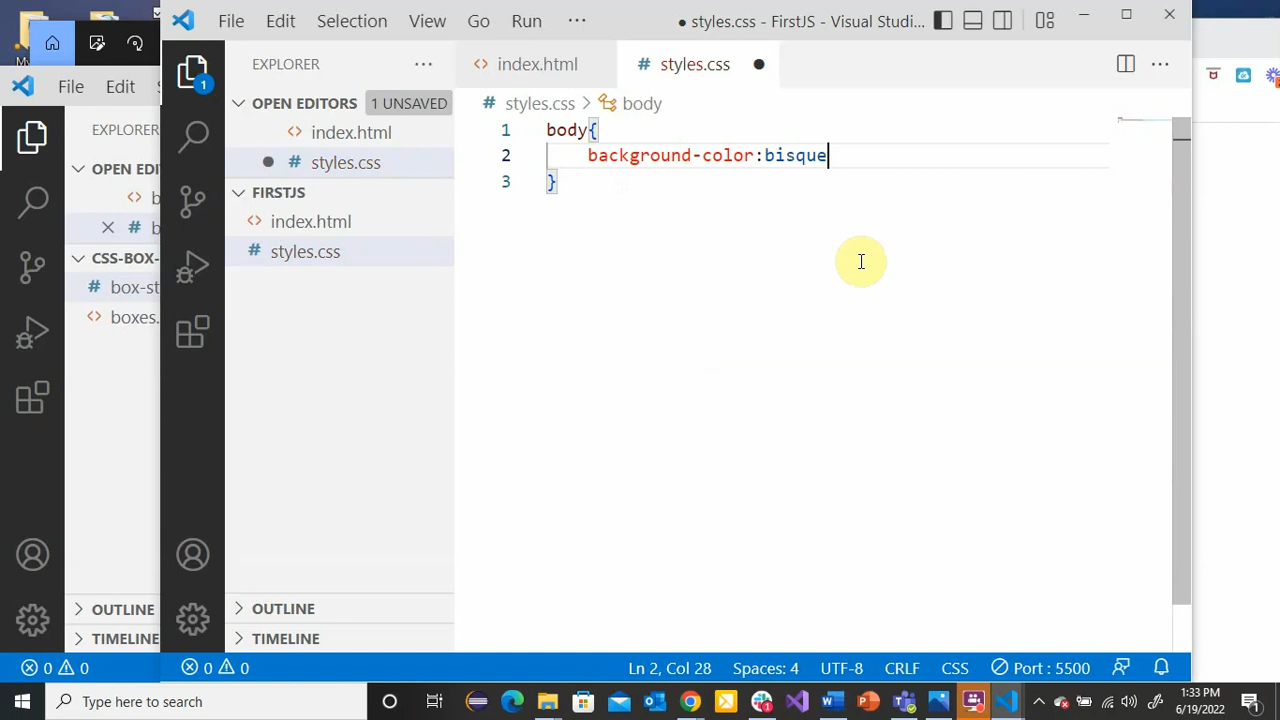 My
File Edit Selection View Go Run ···
● styles.css - FirstJS - Visual Studi...
File Edit
EXPLORER
OPEN EDITORS 1 UNSAVED
index.html
styles.css
FIRSTJS
index.html
styles.css
OUTLINE
TIMELINE
1
index.html
styles.css
styles.css > body
1 body{
2 background-color:bisque
3 }
EXPLORER
OPEN EDIT
b
# b
CSS-BOX-
# box-st
boxes.
OUTLINE
TIMELINE
0 0
0 0
Ln 2, Col 28 Spaces: 4 UTF-8 CRLF CSS Port : 5500
Type here to search
1:33 PM
6/19/2022